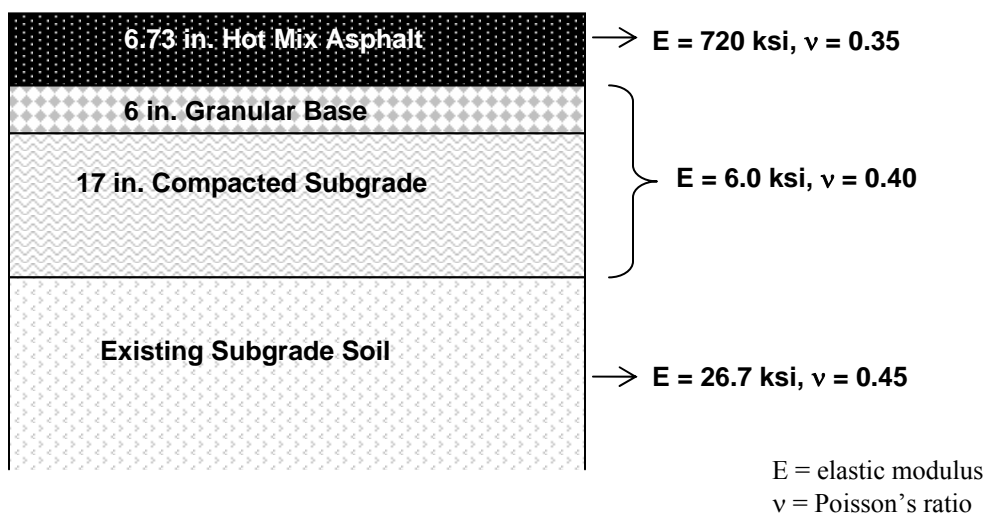 6.73 in. Hot Mix Asphalt
E = 720 ksi, ν = 0.35
6 in. Granular Base
17 in. Compacted Subgrade
E = 6.0 ksi, ν = 0.40
Existing Subgrade Soil
E = 26.7 ksi, ν = 0.45
E = elastic modulus
ν = Poisson’s ratio